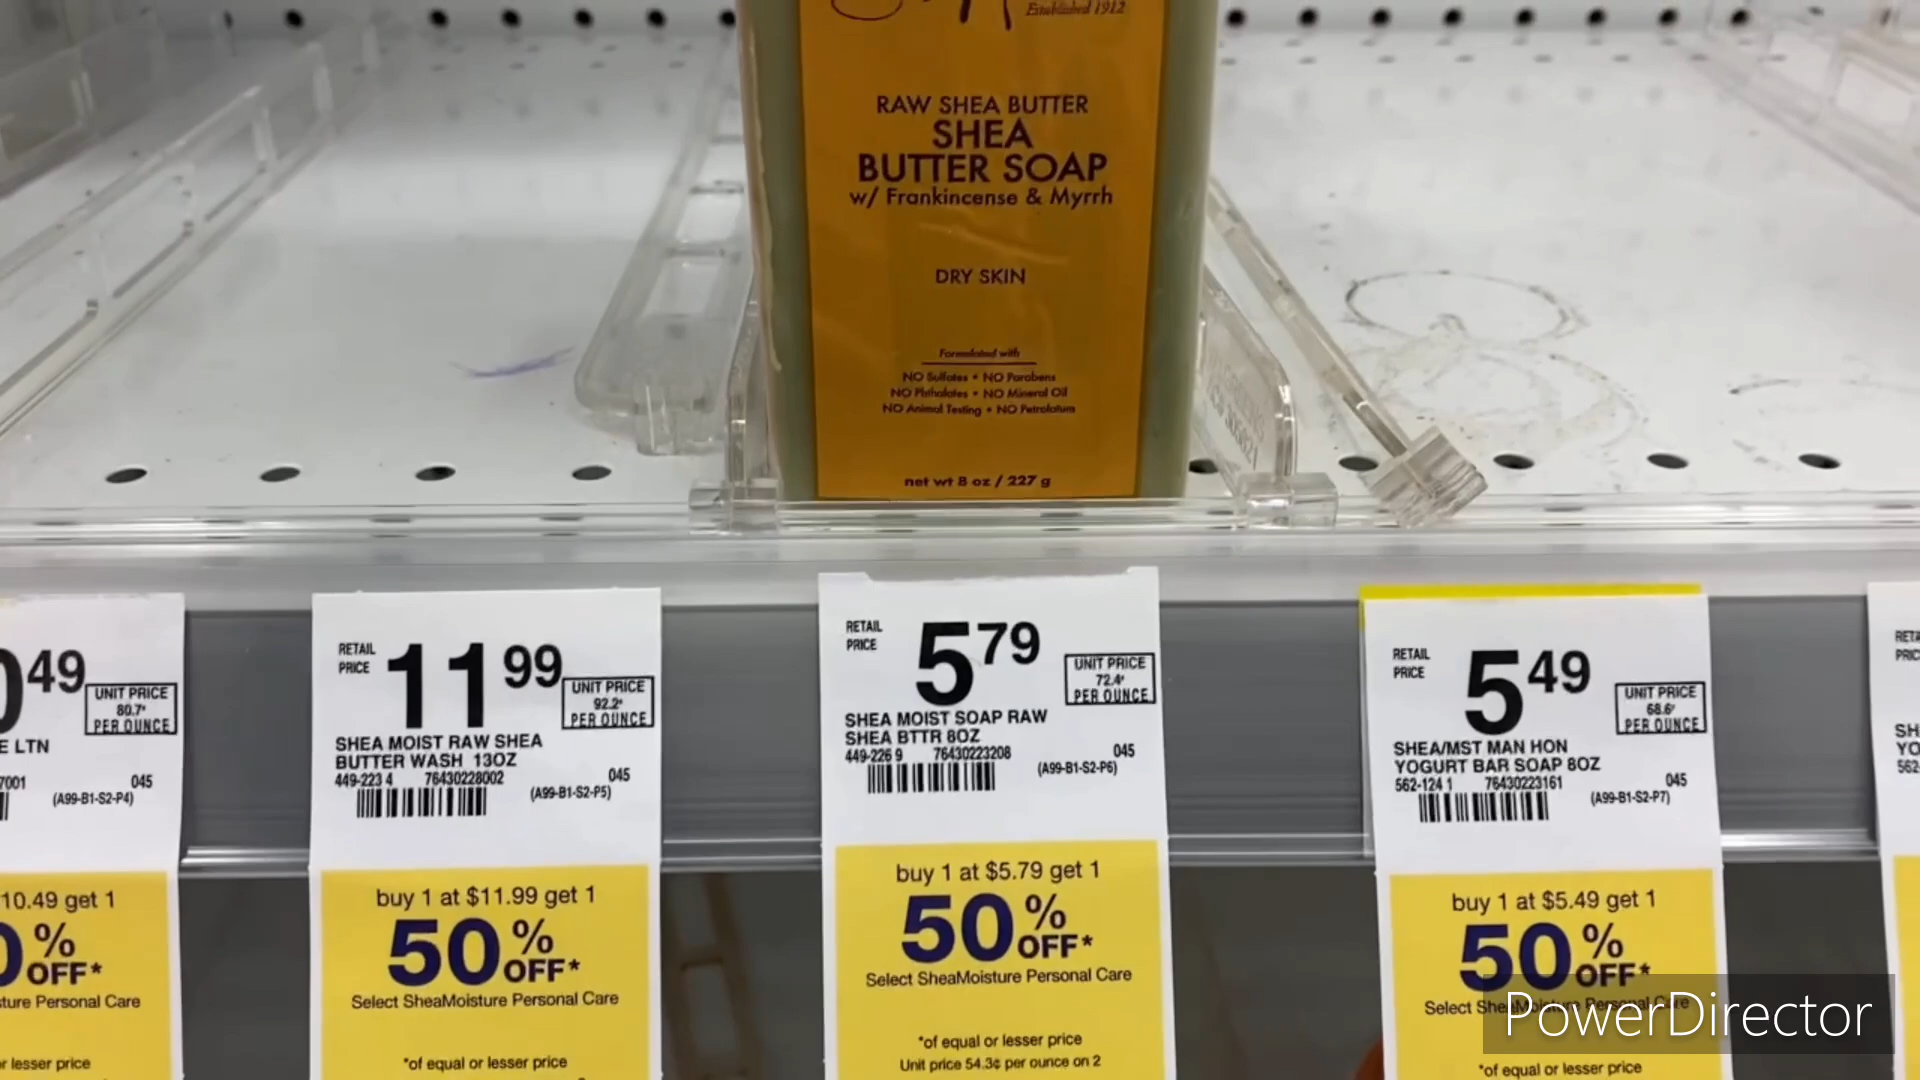 Established 1912
RAW SHEA BUTTER
SHEA
BUTTER SOAP
w/ Frankincense & Myrrh
DRY SKIN
Formulated with
NO Sulfates • NO Parabens
NO Phthalates • NO Mineral Oil
NO Animal Testing • NO Petrolatum
net wt 8 oz / 227 g
49
UNIT PRICE
80.7¢
PER OUNCE
LTN
7001
045
(A99-B1-S2-P4)
10.49 get 1
%
OFF*
Personal Care
lesser price
RETAIL
PRICE
11 99
UNIT PRICE
92.2¢
PER OUNCE
SHEA MOIST RAW SHEA
BUTTER WASH 13OZ
449-223 4 76430228002
045
(A99-B1-S2-P5)
buy 1 at $11.99 get 1
50% OFF*
Select SheaMoisture Personal Care
*of equal or lesser price
RETAIL
PRICE
5 79
UNIT PRICE
72.4¢
PER OUNCE
SHEA MOIST SOAP RAW
SHEA BTTR 8OZ
449-226 9 76430223208
045
(A99-B1-S2-P6)
buy 1 at $5.79 get 1
50% OFF*
Select SheaMoisture Personal Care
*of equal or lesser price
Unit price 54.3¢ per ounce on 2
RETAIL
PRICE
5 49
UNIT PRICE
68.6¢
PER OUNCE
SHEA/MST MAN HON
YOGURT BAR SOAP 8OZ
562-124 1 76430223161
045
(A99-B1-S2-P7)
buy 1 at $5.49 get 1
50% OFF*
Select SheaMoisture Personal Care
*of equal or lesser price
562-
PowerDirector